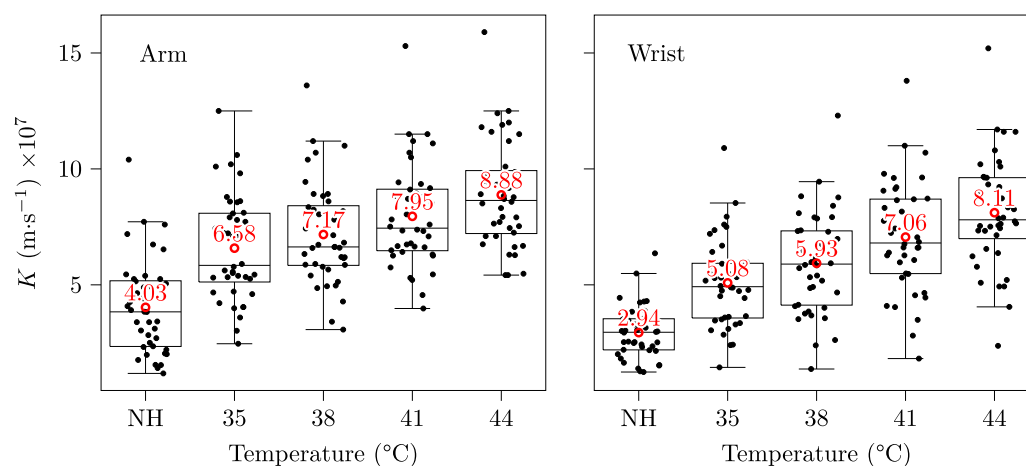 Arm
Wrist
15
10
5
K (m·s⁻¹) ×10⁷
4.03
6.58
7.17
7.95
8.88
2.94
5.08
5.93
7.06
8.11
NH 35 38 41 44
NH 35 38 41 44
Temperature (°C)
Temperature (°C)